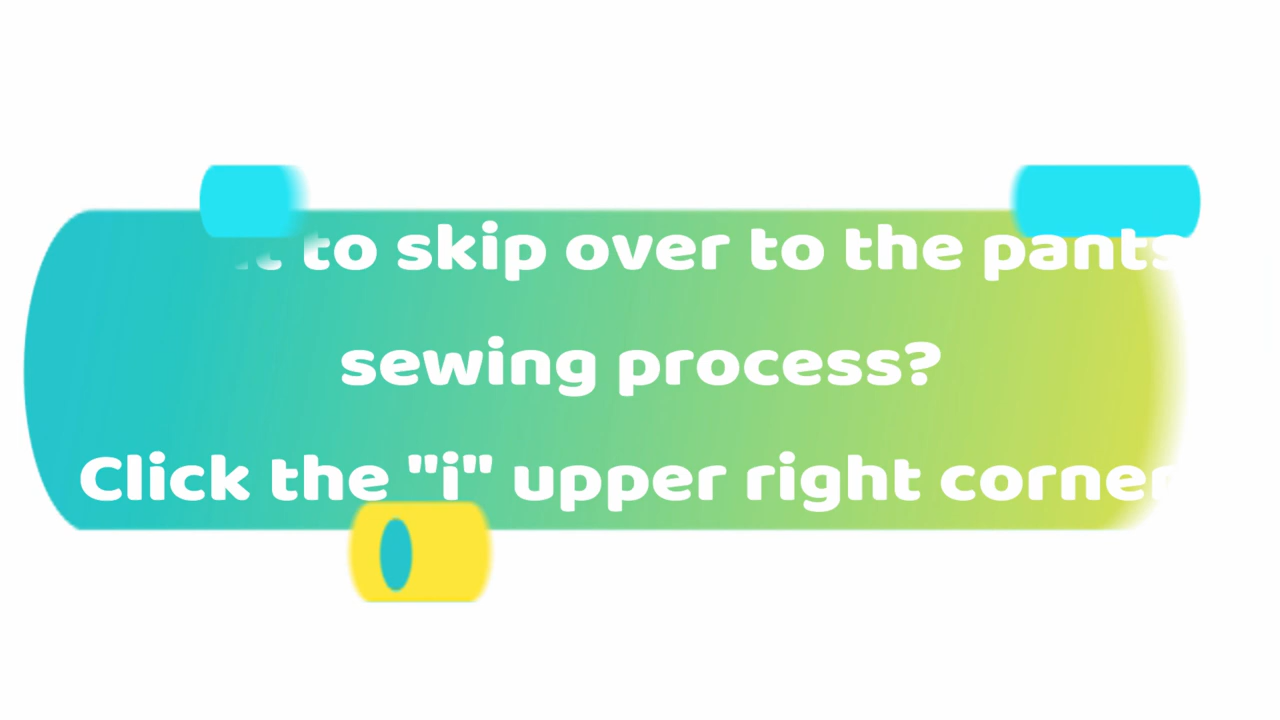 to skip over to the pants
sewing process?
Click the "i" upper right corner